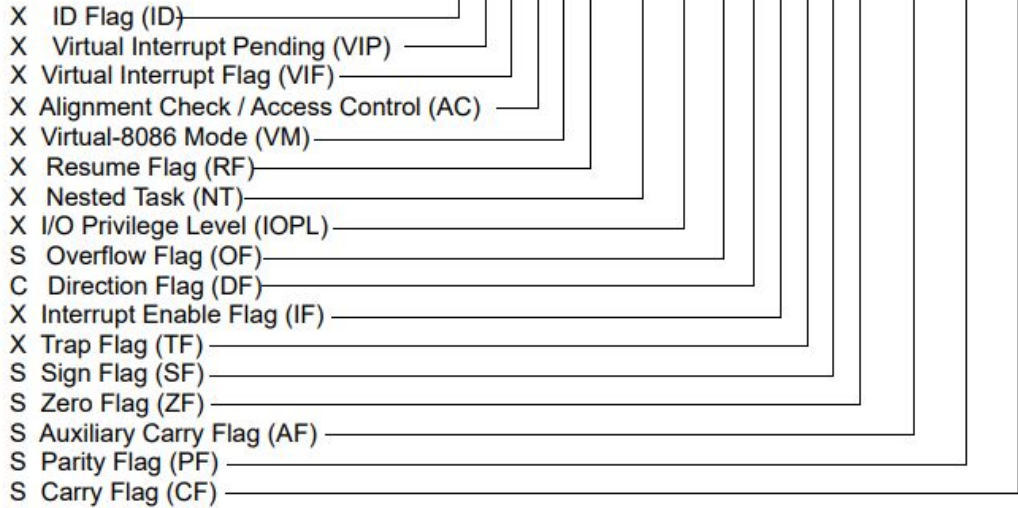 X ID Flag (ID)
X Virtual Interrupt Pending (VIP)
X Virtual Interrupt Flag (VIF)
X Alignment Check / Access Control (AC)
X Virtual-8086 Mode (VM)
X Resume Flag (RF)
X Nested Task (NT)
X I/O Privilege Level (IOPL)
S Overflow Flag (OF)
C Direction Flag (DF)
X Interrupt Enable Flag (IF)
X Trap Flag (TF)
S Sign Flag (SF)
S Zero Flag (ZF)
S Auxiliary Carry Flag (AF)
S Parity Flag (PF)
S Carry Flag (CF)